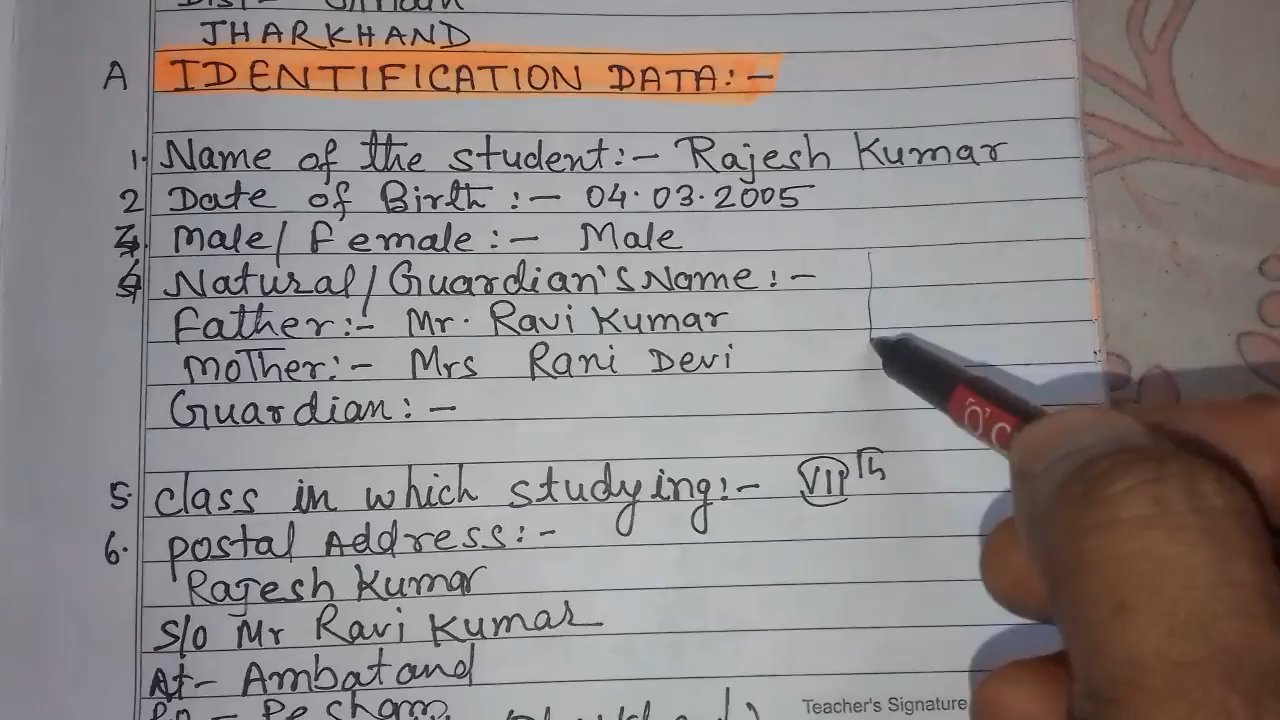 JHARKHAND
A IDENTIFICATION DATA:-
1. Name of the student:- Rajesh Kumar
2 Date of Birth:- 04.03.2005
3. Male/Female:- Male
4 Natural/Guardian's Name:-
Father:- Mr. Ravi Kumar
Mother:- Mrs Rani Devi
Guardian:-
5. Class in which studying:- VIIth
6. Postal Address:-
Rajesh Kumar
S/o Mr Ravi Kumar
At- Ambatand
Teacher's Signature